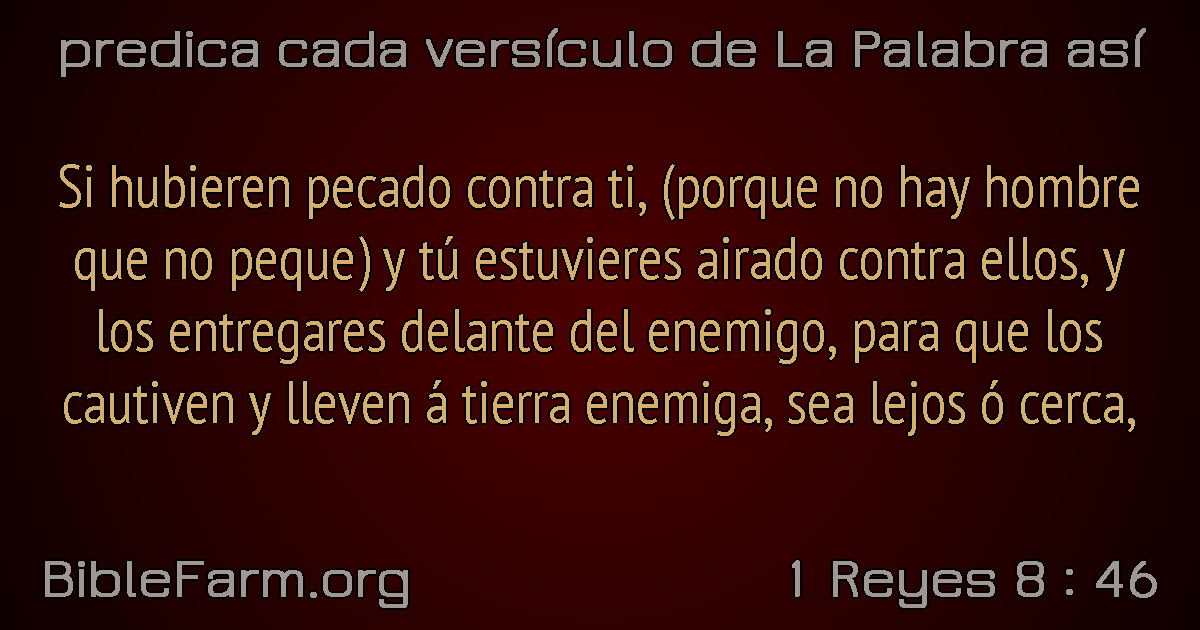 predica cada versículo de La Palabra así
Si hubieren pecado contra ti, (porque no hay hombre
que no peque) y tú estuvieres airado contra ellos, y
los entregares delante del enemigo, para que los
cautiven y lleven á tierra enemiga, sea lejos ó cerca,
BibleFarm.org
1 Reyes 8 : 46